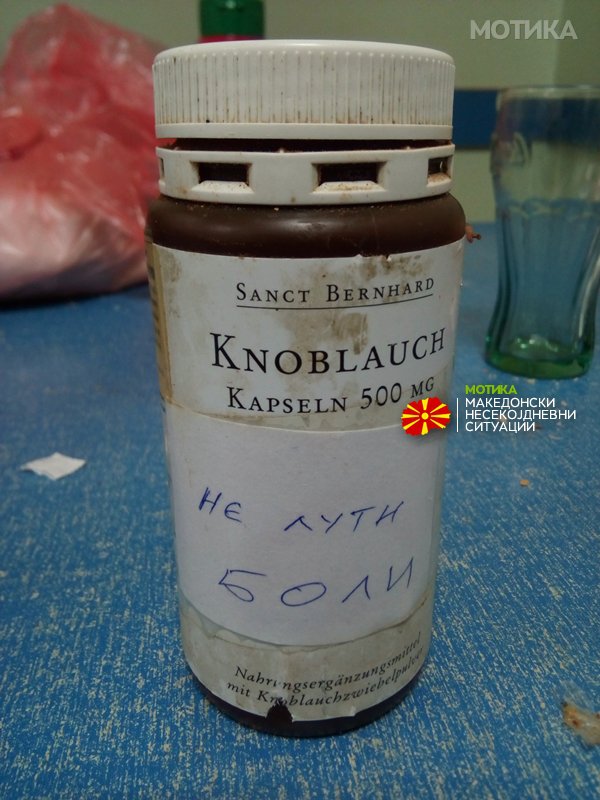 МОТИКА
SANCT BERNHARD
KNOBLAUCH
KAPSELN 500 MG
МОТИКА
МАКЕДОНСКИ
НЕСЕКОЈДНЕВНИ
СИТУАЦИИ
НЕ ЛУТИ
БОЛИ
Nahrungsergänzungsmittel
mit Knoblauchzwiebelpulver